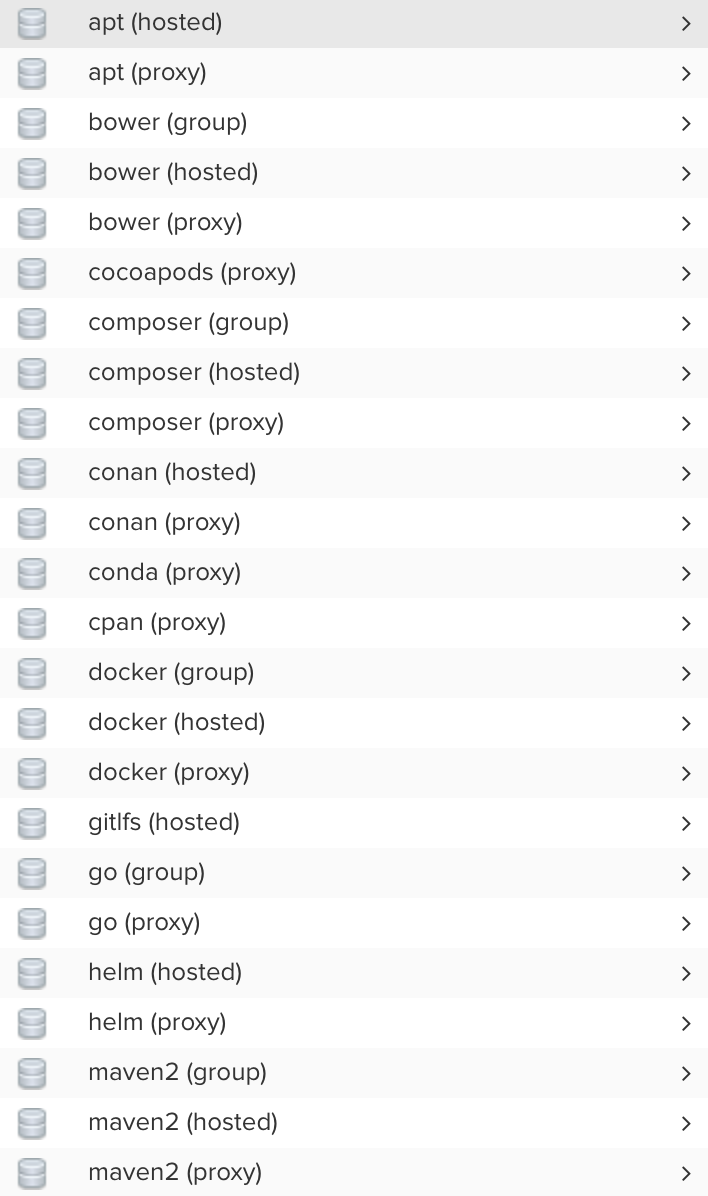 apt (hosted)
apt (proxy)
bower (group)
bower (hosted)
bower (proxy)
cocoapods (proxy)
composer (group)
composer (hosted)
composer (proxy)
conan (hosted)
conan (proxy)
conda (proxy)
cpan (proxy)
docker (group)
docker (hosted)
docker (proxy)
gitlfs (hosted)
go (group)
go (proxy)
helm (hosted)
helm (proxy)
maven2 (group)
maven2 (hosted)
maven2 (proxy)